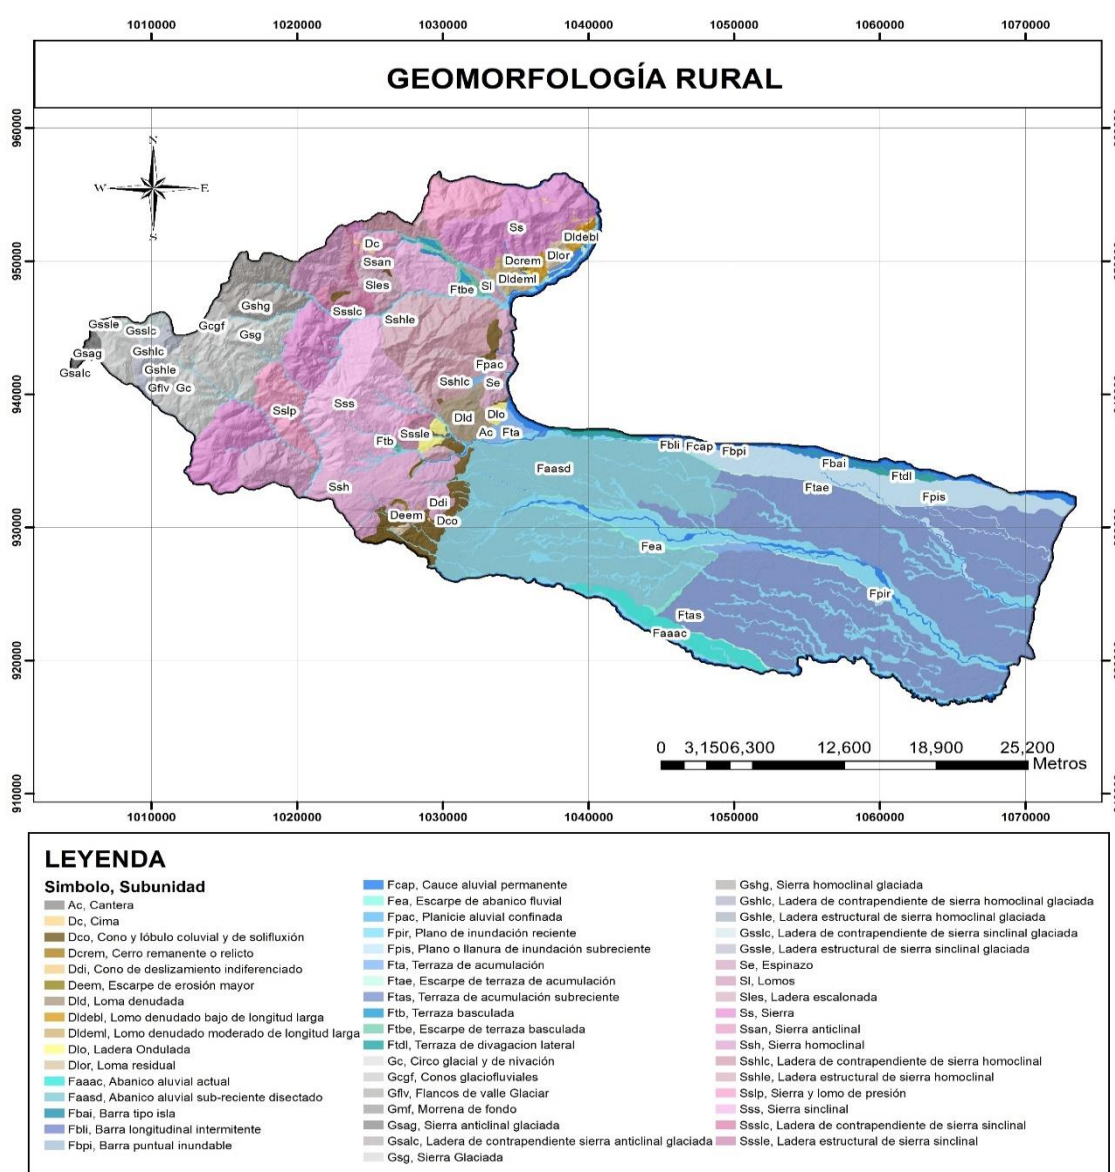 1010000 1020000 1030000 1040000 1050000 1060000 1070000
GEOMORFOLOGÍA RURAL
960000
S
W E
S
950000
940000
930000
920000
910000
Ss
Dldebl
Dc
Dlor
Ssan
Dcrem
Dldeml
Sles
Ftbe
Sl
Gshg
Ssslc
Sshle
Gssle
Gsslc
Gcgf
Gsg
Gsag
Gshlc
Gsalc
Gshle
Gflv
Gc
Fpac
Sshlc
Se
Sslp
Sss
Dld
Dlo
Sssle
Ac
Fta
Ftb
Fbli
Fcap
Fbpi
Fbai
Ftdl
Faasd
Ftae
Fpis
Ssh
Ddi
Deem
Dco
Fea
Fpir
Ftas
Faaac
0 3,1506,300 12,600 18,900 25,200
Metros
1010000 1020000 1030000 1040000 1050000 1060000 1070000
LEYENDA
Simbolo, Subunidad
Ac, Cantera
Dc, Cima
Dco, Cono y lóbulo coluvial y de solifluxión
Dcrem, Cerro remanente o relicto
Ddi, Cono de deslizamiento indiferenciado
Deem, Escarpe de erosión mayor
Dld, Loma denudada
Dldebl, Lomo denudado bajo de longitud larga
Dldeml, Lomo denudado moderado de longitud larga
Dlo, Ladera Ondulada
Dlor, Loma residual
Faaac, Abanico aluvial actual
Faasd, Abanico aluvial sub-reciente disectado
Fbai, Barra tipo isla
Fbli, Barra longitudinal intermitente
Fbpi, Barra puntual inundable
Fcap, Cauce aluvial permanente
Fea, Escarpe de abanico fluvial
Fpac, Planicie aluvial confinada
Fpir, Plano de inundación reciente
Fpis, Plano o llanura de inundación subreciente
Fta, Terraza de acumulación
Ftae, Escarpe de terraza de acumulación
Ftas, Terraza de acumulación subreciente
Ftb, Terraza basculada
Ftbe, Escarpe de terraza basculada
Ftdl, Terraza de divagacion lateral
Gc, Circo glacial y de nivación
Gcgf, Conos glaciofluviales
Gflv, Flancos de valle Glaciar
Gmf, Morrena de fondo
Gsag, Sierra anticlinal glaciada
Gsalc, Ladera de contrapendiente sierra anticlinal glaciada
Gsg, Sierra Glaciada
Gshg, Sierra homoclinal glaciada
Gshlc, Ladera de contrapendiente de sierra homoclinal glaciada
Gshle, Ladera estructural de sierra homoclinal glaciada
Gsslc, Ladera de contrapendiente de sierra sinclinal glaciada
Gssle, Ladera estructural de sierra sinclinal glaciada
Se, Espinazo
Sl, Lomos
Sles, Ladera escalonada
Ss, Sierra
Ssan, Sierra anticlinal
Ssh, Sierra homoclinal
Sshlc, Ladera de contrapendiente de sierra homoclinal
Sshle, Ladera estructural de sierra homoclinal
Sslp, Sierra y lomo de presión
Sss, Sierra sinclinal
Ssslc, Ladera de contrapendiente de sierra sinclinal
Sssle, Ladera estructural de sierra sinclinal